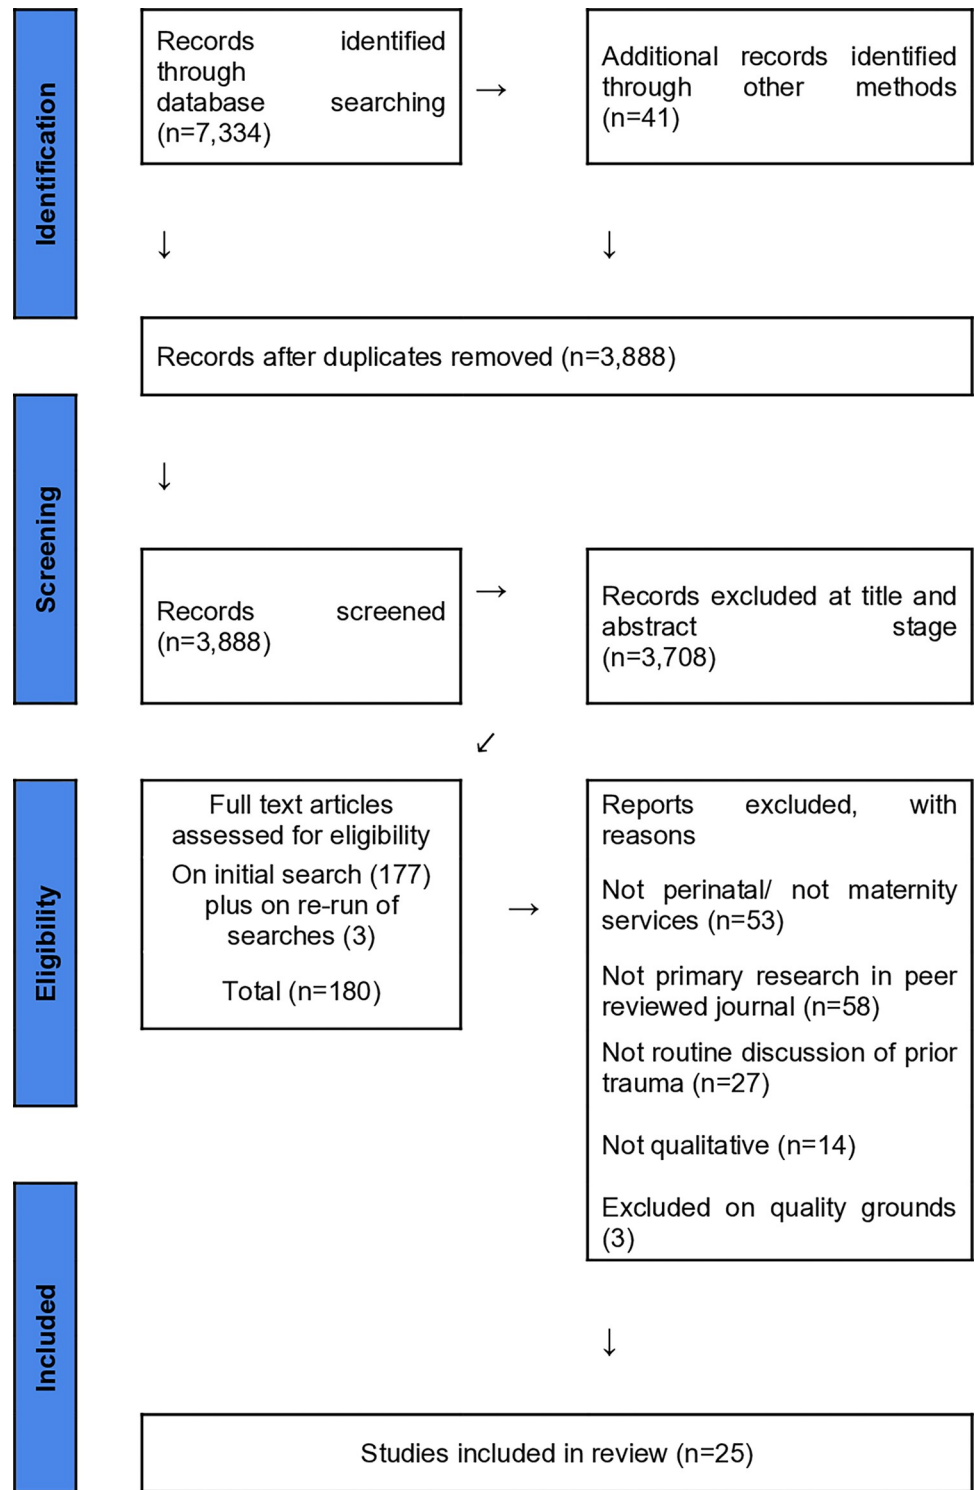 Identification
Records identified
through
database searching
(n=7,334)
→
Additional records identified
through other methods
(n=41)
↓
↓
Records after duplicates removed (n=3,888)
Screening
↓
Records screened
(n=3,888)
→
Records excluded at title and
abstract stage
(n=3,708)
↙
Eligibility
Full text articles
assessed for eligibility
On initial search (177)
plus on re-run of
searches (3)
Total (n=180)
→
Reports excluded, with
reasons
Not perinatal/ not maternity
services (n=53)
Not primary research in peer
reviewed journal (n=58)
Not routine discussion of prior
trauma (n=27)
Not qualitative (n=14)
Excluded on quality grounds
(3)
Included
↓
Studies included in review (n=25)